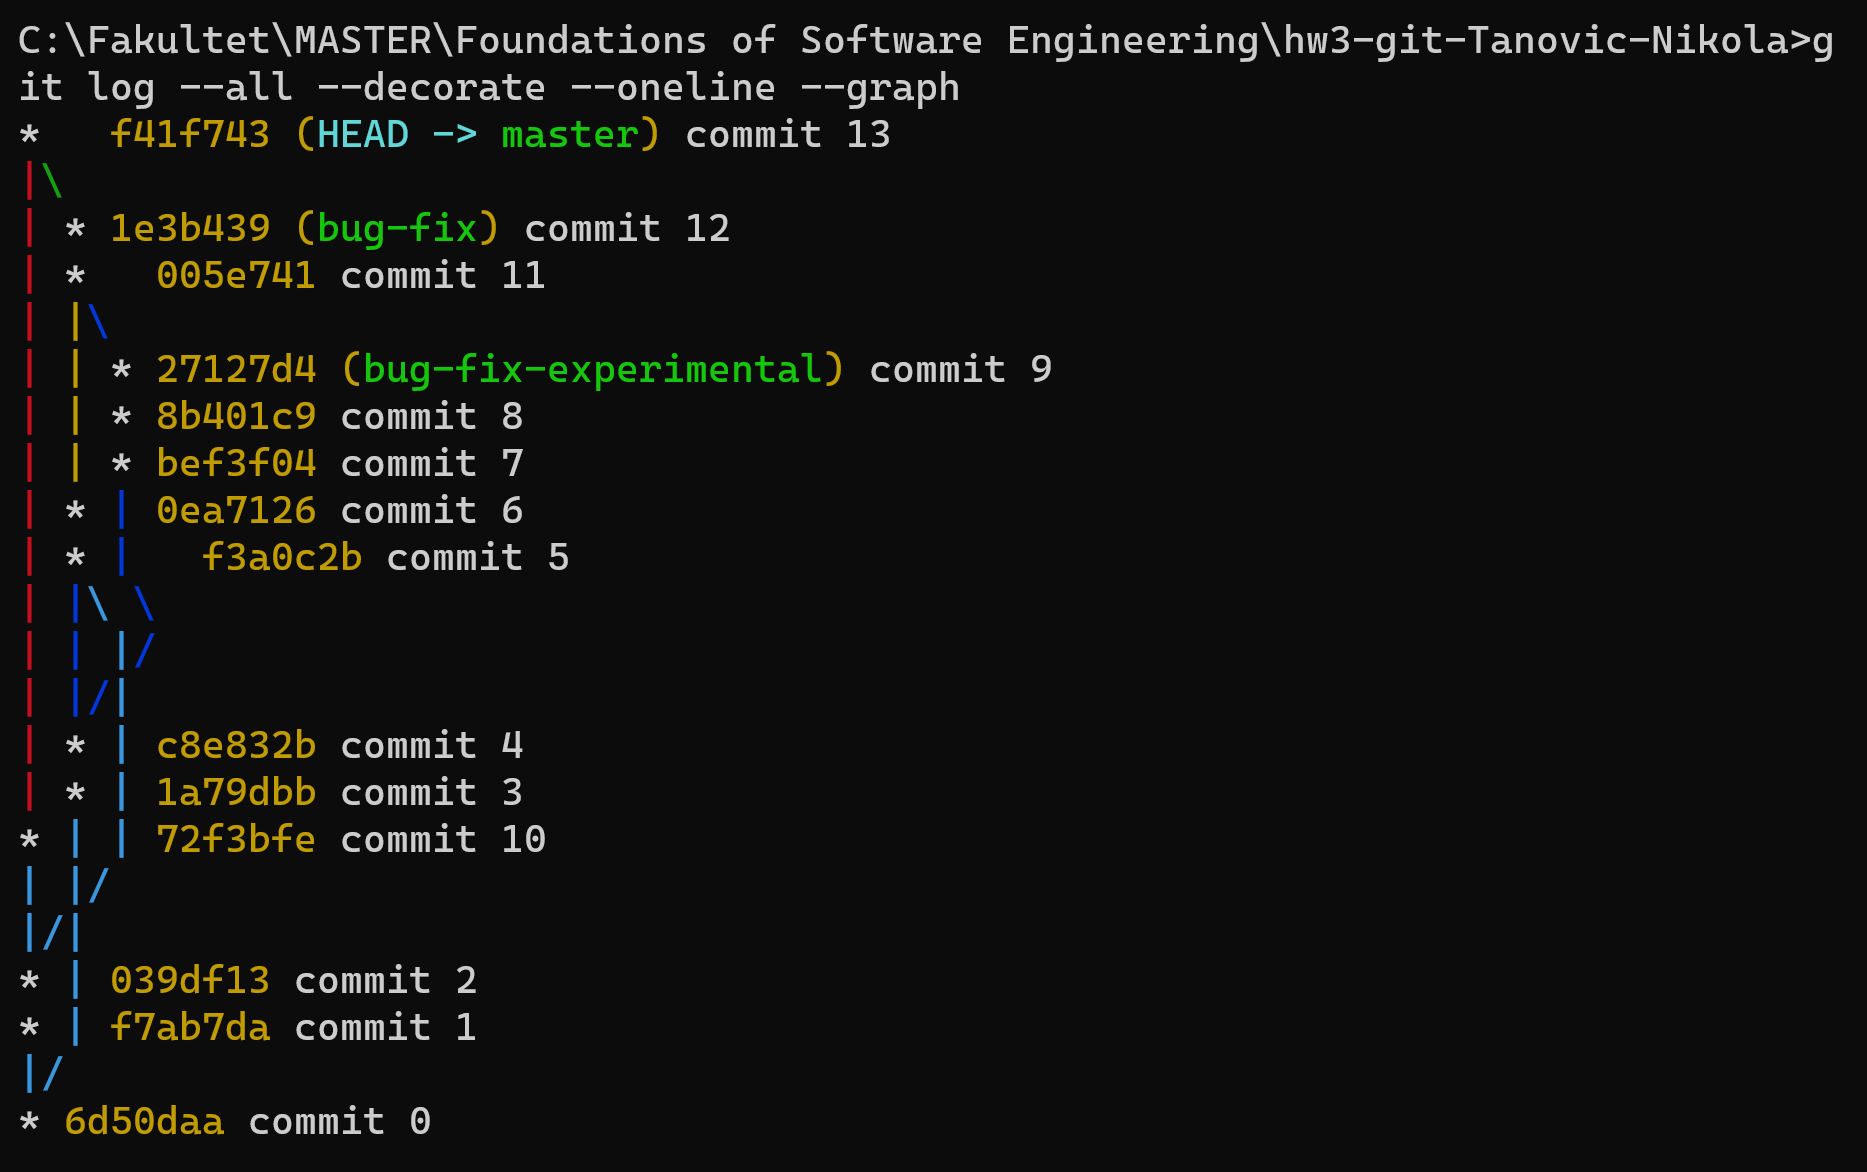 C:\Fakultet\MASTER\Foundations of Software Engineering\hw3-git-Tanovic-Nikola>g
it log --all --decorate --oneline --graph
*   f41f743 (HEAD -> master) commit 13
|\
| * 1e3b439 (bug-fix) commit 12
| *   005e741 commit 11
| |\
| | * 27127d4 (bug-fix-experimental) commit 9
| | * 8b401c9 commit 8
| | * bef3f04 commit 7
| * | 0ea7126 commit 6
| * |   f3a0c2b commit 5
| |\ \
| | |/
| |/|
| * | c8e832b commit 4
| * | 1a79dbb commit 3
* | | 72f3bfe commit 10
| |/
|/|
* | 039df13 commit 2
* | f7ab7da commit 1
|/
* 6d50daa commit 0